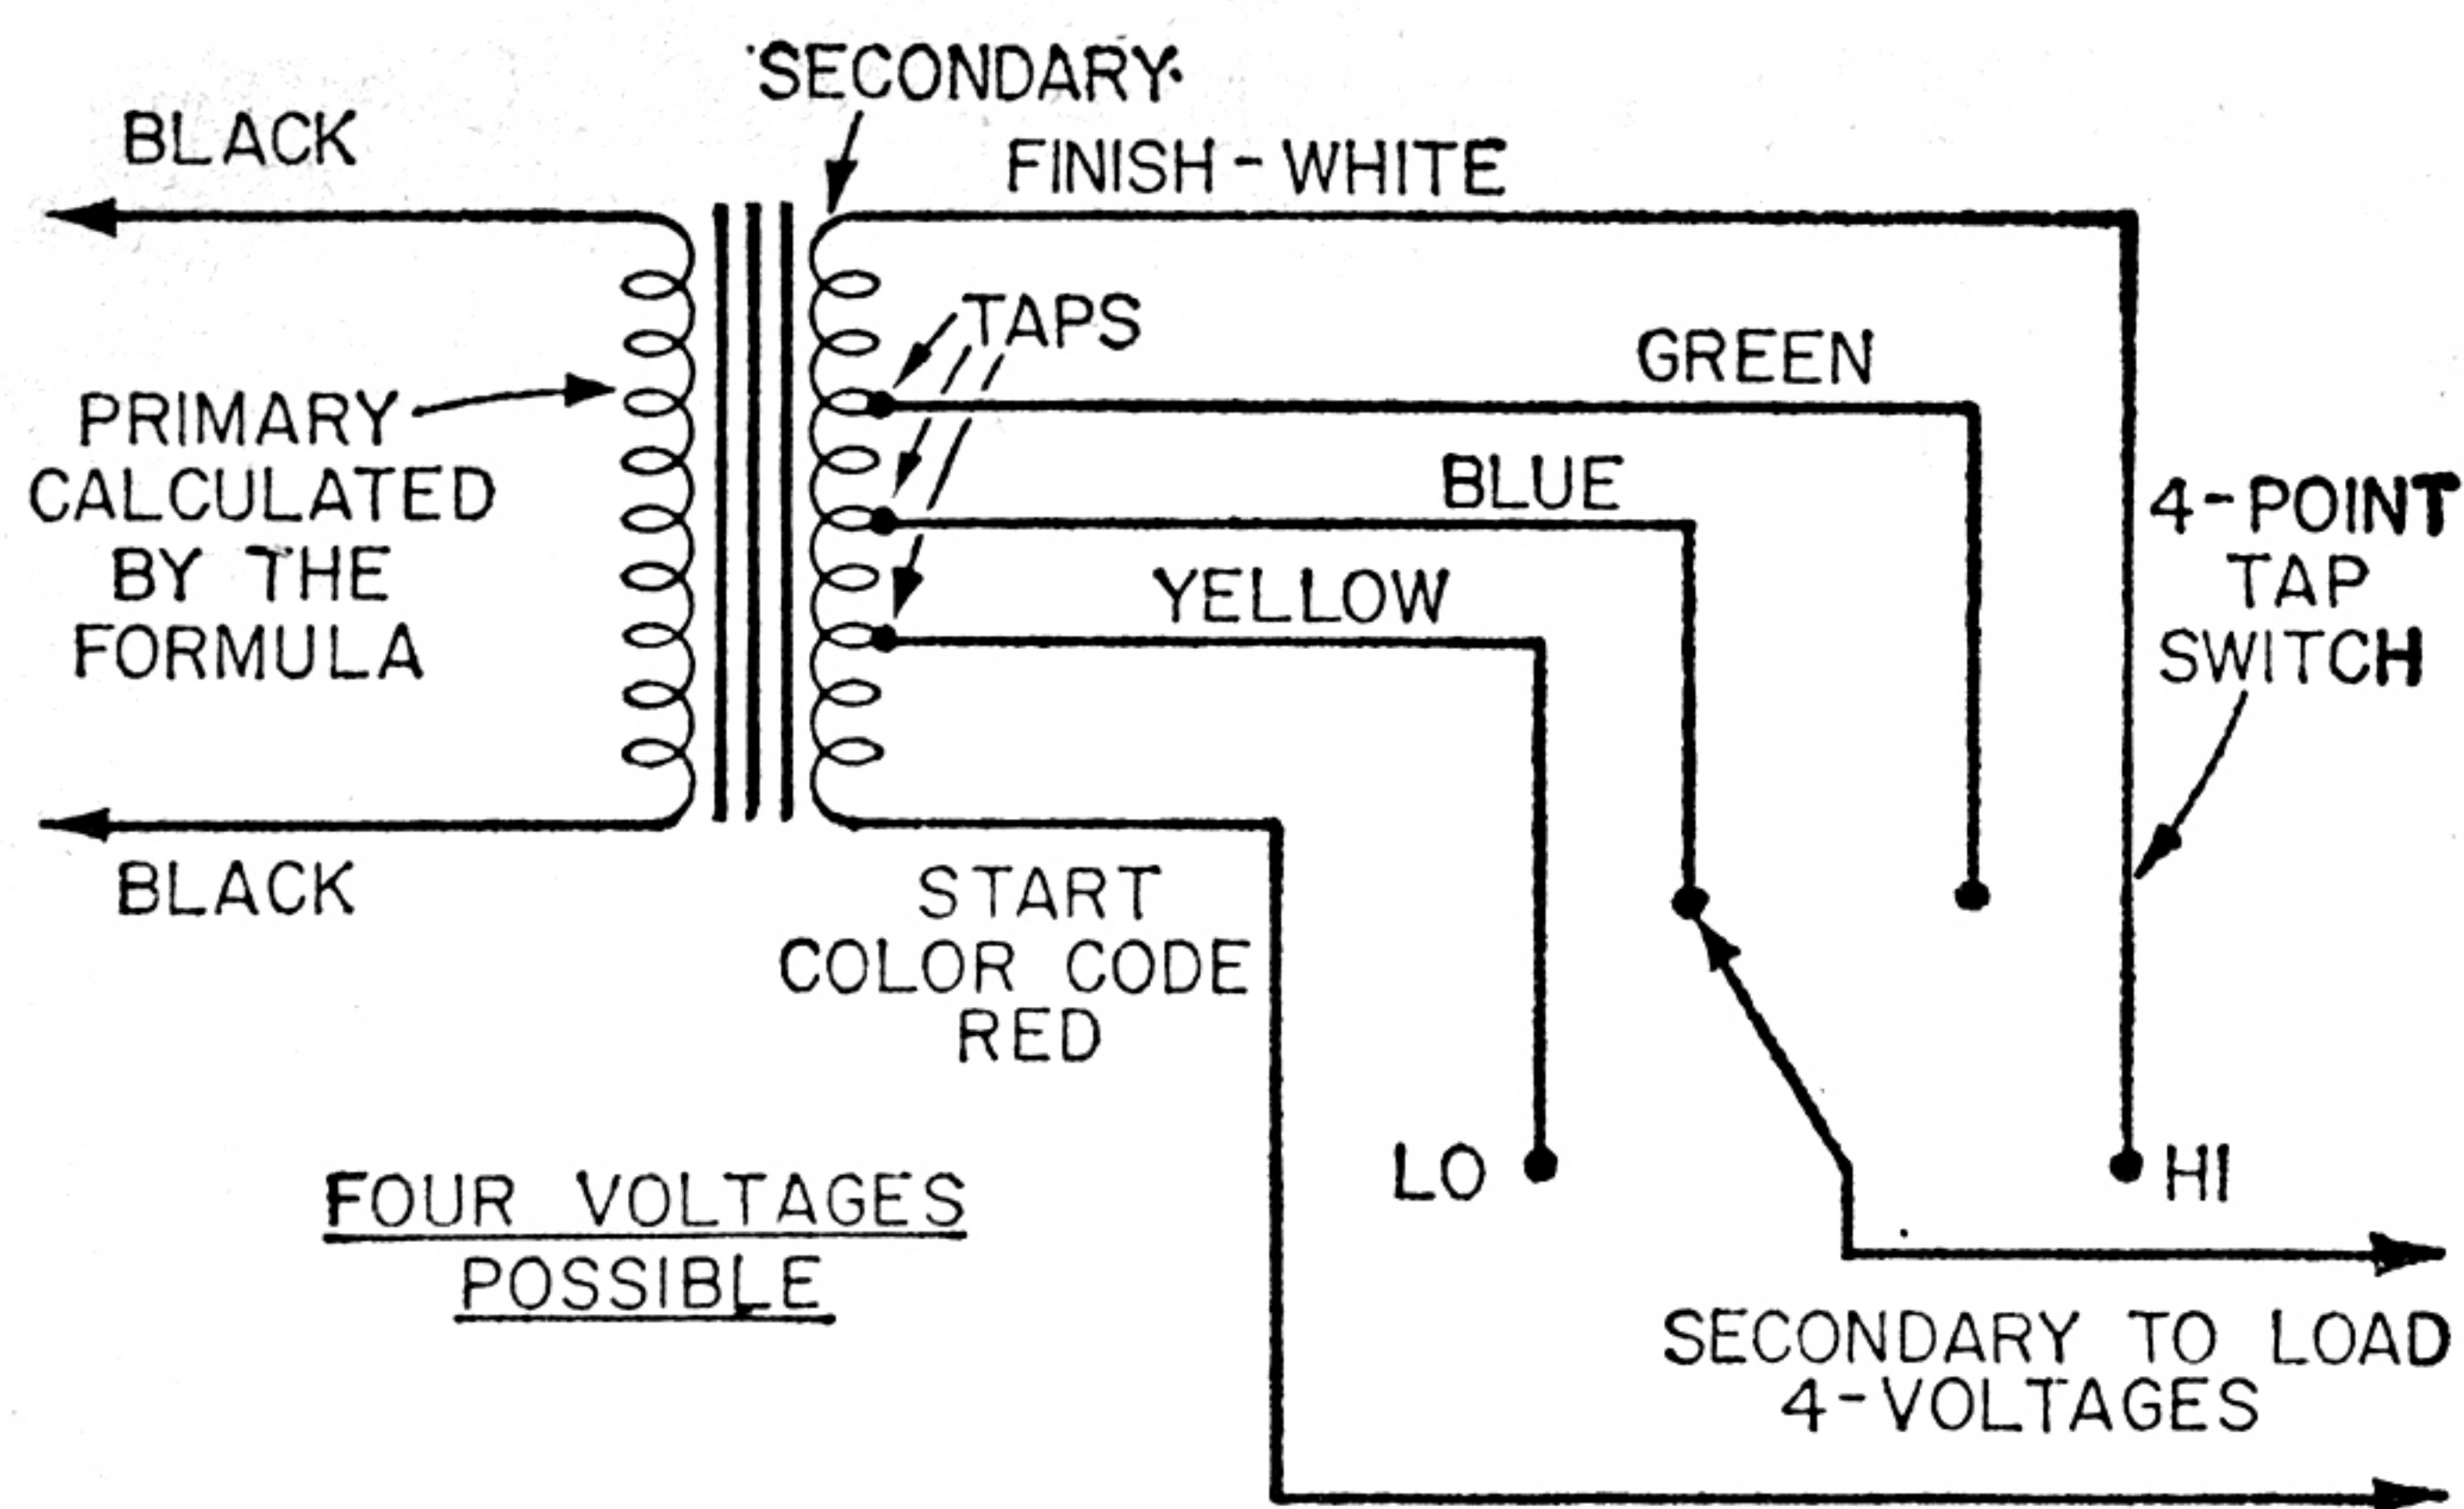 SECONDARY
BLACK
FINISH - WHITE
TAPS
GREEN
PRIMARY
CALCULATED
BY THE
FORMULA
BLUE
4-POINT
TAP
SWITCH
YELLOW
BLACK
START
COLOR CODE
RED
LO
HI
FOUR VOLTAGES
POSSIBLE
SECONDARY TO LOAD
4-VOLTAGES